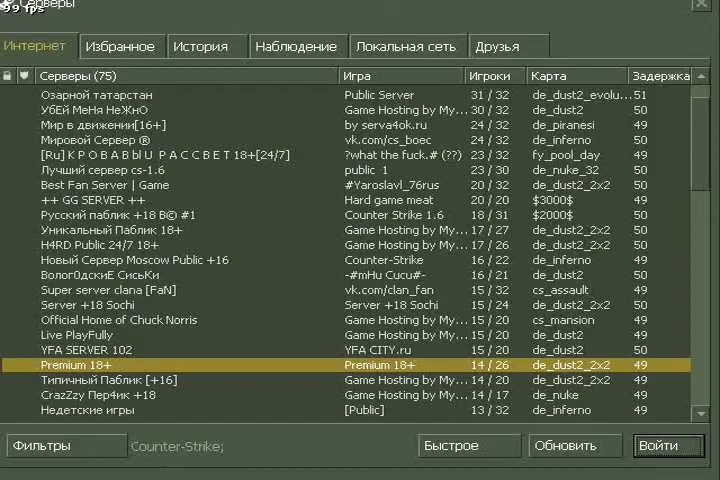 99 fps
Серверы
Интернет Избранное История Наблюдение Локальная сеть Друзья
Серверы (75) Игра Игроки Карта Задержка
Озарной татарстан Public Server 31 / 32 de_dust2_evolu... 51
УбЕй МеНя НеЖнО Game Hosting by My... 30 / 32 de_dust2 50
Мир в движении[16+] by serva4ok.ru 24 / 32 de_piranesi 49
Мировой Сервер ® vk.com/cs_boec 24 / 32 de_inferno 50
[Ru] К Р О В А В Ы Й Р А С С В Е Т 18+[24/7] ?what the fuck.# (??) 23 / 32 fy_pool_day 49
Лучший сервер cs-1.6 public 1 23 / 32 de_nuke_32 50
Best Fan Server | Game #Yaroslavl_76rus 20 / 32 de_dust2_2x2 50
++ GG SERVER ++ Hard game meat 20 / 20 $3000$ 49
Русский паблик +18 В© #1 Counter Strike 1.6 18 / 31 $2000$ 50
Уникальный Паблик 18+ Game Hosting by My... 17 / 27 de_dust2_2x2 50
H4RD Public 24/7 18+ Game Hosting by My... 17 / 26 de_dust2_2x2 50
Новый Сервер Moscow Public +16 Counter-Strike 16 / 22 de_inferno 49
Волог0дскиЕ СисьКи -#mHu Cucu#- 16 / 21 de_dust2 50
Super server clana [FaN] vk.com/clan_fan 15 / 32 cs_assault 49
Server +18 Sochi Server +18 Sochi 15 / 24 de_dust2_2x2 50
Official Home of Chuck Norris Game Hosting by My... 15 / 20 cs_mansion 49
Live PlayFully Game Hosting by My... 15 / 20 de_dust2 49
YFA SERVER 102 YFA CITY.ru 15 / 20 de_dust2 50
Premium 18+ Premium 18+ 14 / 26 de_dust2_2x2 49
Типичный Паблик [+16] Game Hosting by My... 14 / 20 de_dust2_2x2 49
CrazZzy Пер4ик +18 Game Hosting by My... 14 / 17 de_nuke 49
Недетские игры [Public] 13 / 32 de_inferno 49
Фильтры Counter-Strike; Быстрое Обновить Войти